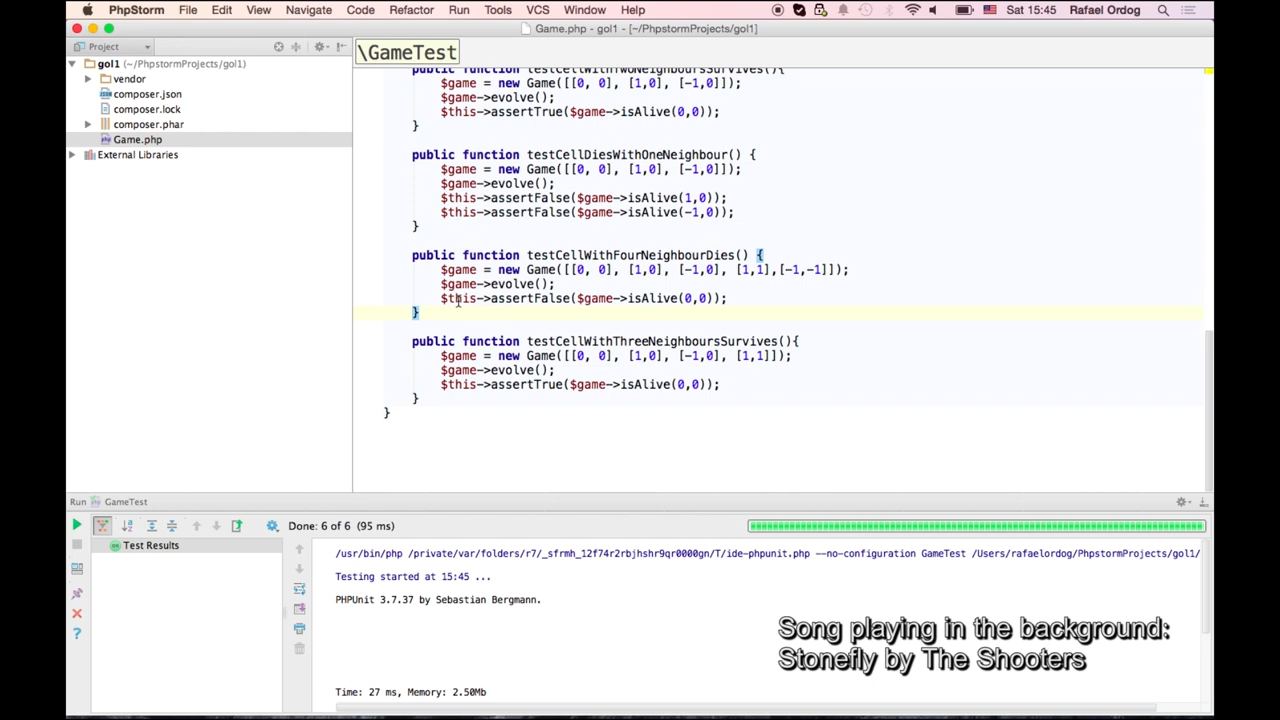 PhpStorm File Edit View Navigate Code Refactor Run Tools VCS Window Help Sat 15:45 Rafael Ordog
Game.php - gol1 - [~/PhpstormProjects/gol1]
Project
\GameTest
gol1 (~/PhpstormProjects/gol1)
vendor
composer.json
composer.lock
composer.phar
Game.php
External Libraries
public function testCellWithTwoNeighboursSurvives(){
$game = new Game([[0, 0], [1,0], [-1,0]]);
$game->evolve();
$this->assertTrue($game->isAlive(0,0));
}
public function testCellDiesWithOneNeighbour() {
$game = new Game([[0, 0], [1,0], [-1,0]]);
$game->evolve();
$this->assertFalse($game->isAlive(1,0));
$this->assertFalse($game->isAlive(-1,0));
}
public function testCellWithFourNeighbourDies() {
$game = new Game([[0, 0], [1,0], [-1,0], [1,1],[-1,-1]]);
$game->evolve();
$this->assertFalse($game->isAlive(0,0));
}
public function testCellWithThreeNeighboursSurvives(){
$game = new Game([[0, 0], [1,0], [-1,0], [1,1]]);
$game->evolve();
$this->assertTrue($game->isAlive(0,0));
}
}
Run GameTest
Done: 6 of 6 (95 ms)
Test Results
/usr/bin/php /private/var/folders/r7/_sfrmh_12f74r2rbjhshr9qr0000gn/T/ide-phpunit.php --no-configuration GameTest /Users/rafaelordog/PhpstormProjects/gol1/
Testing started at 15:45 ...
PHPUnit 3.7.37 by Sebastian Bergmann.
Time: 27 ms, Memory: 2.50Mb
Song playing in the background:
Stonefly by The Shooters